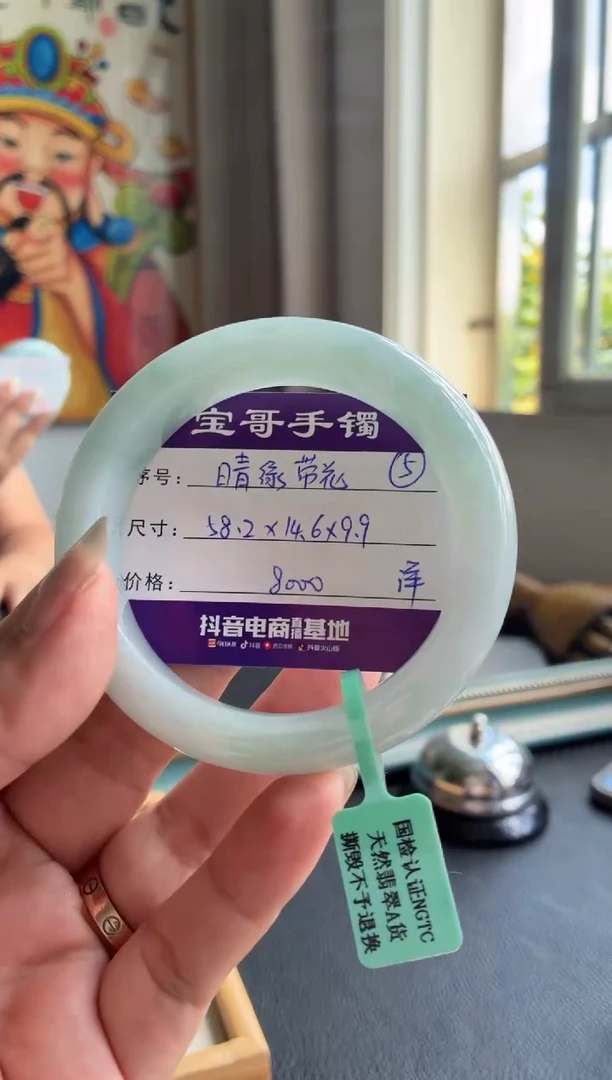 宝哥手镯
序号: 晴绿带花 ⑤
尺寸: 58.2×14.6×9.9
价格: 8000 洋
抖音电商直播基地
国检认证NGTC
天然翡翠A货
撕毁不予退换